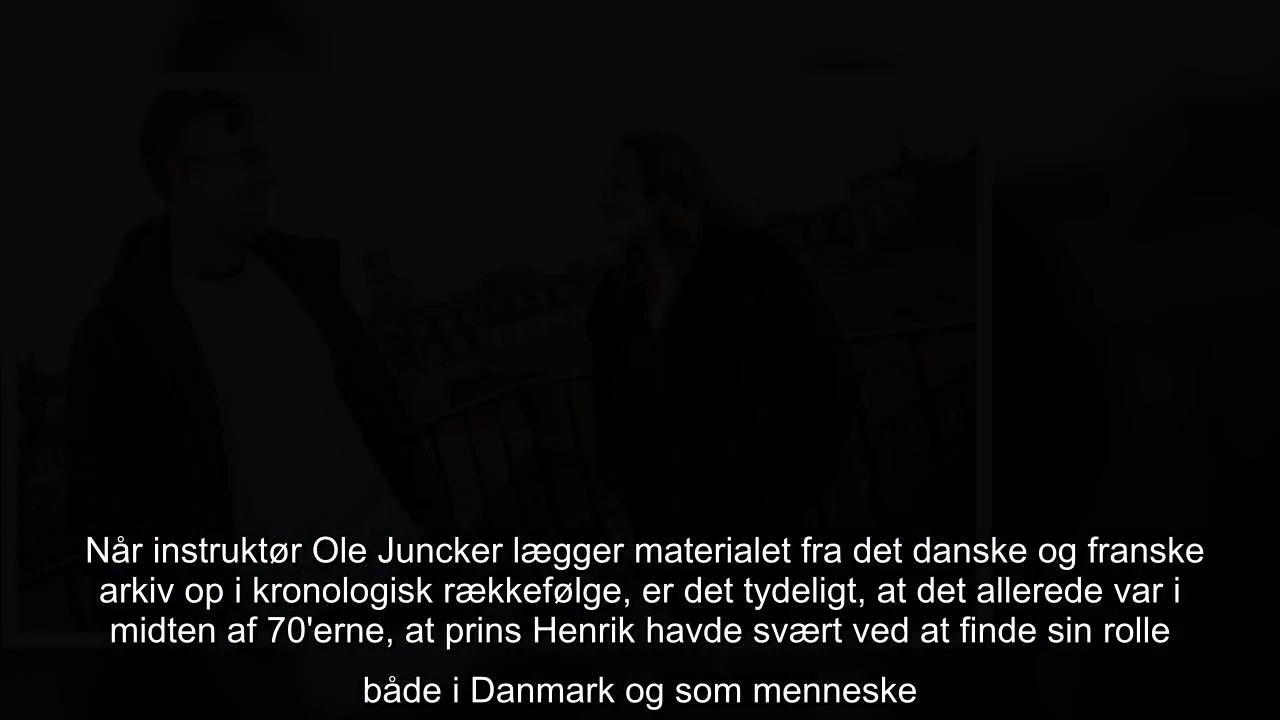 Når instruktør Ole Juncker lægger materialet fra det danske og franske
arkiv op i kronologisk rækkefølge, er det tydeligt, at det allerede var i
midten af 70'erne, at prins Henrik havde svært ved at finde sin rolle
både i Danmark og som menneske